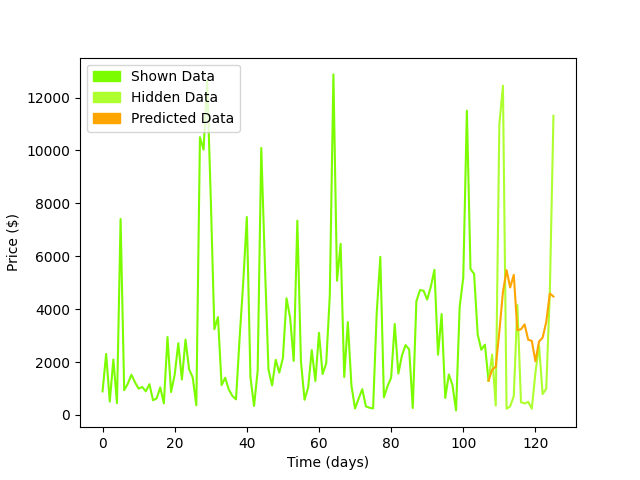 Shown Data
Hidden Data
Predicted Data
12000
10000
8000
6000
4000
2000
0
Price ($)
0 20 40 60 80 100 120
Time (days)